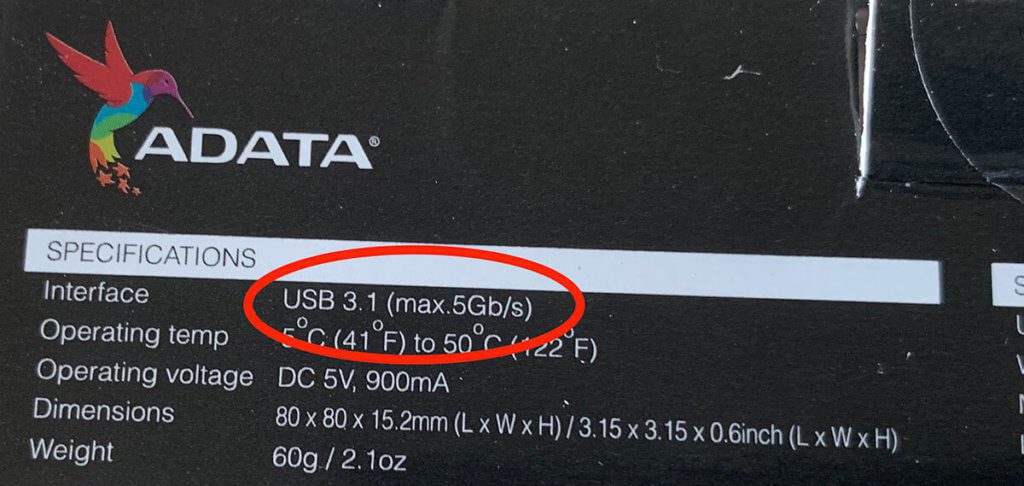 ADATA®
SPECIFICATIONS
Interface USB 3.1 (max.5Gb/s)
Operating temp 5°C (41°F) to 50°C (122°F)
Operating voltage DC 5V, 900mA
Dimensions 80 x 80 x 15.2mm (L x W x H) / 3.15 x 3.15 x 0.6inch (L x W x H)
Weight 60g / 2.1oz